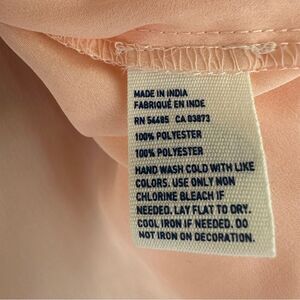 MADE IN INDIA
FABRIQUÉ EN INDE
RN 54485 CA 03873
100% POLYESTER
100% POLYESTER
HAND WASH COLD WITH LIKE
COLORS. USE ONLY NON
CHLORINE BLEACH IF
NEEDED. LAY FLAT TO DRY.
COOL IRON IF NEEDED. DO
NOT IRON ON DECORATION.